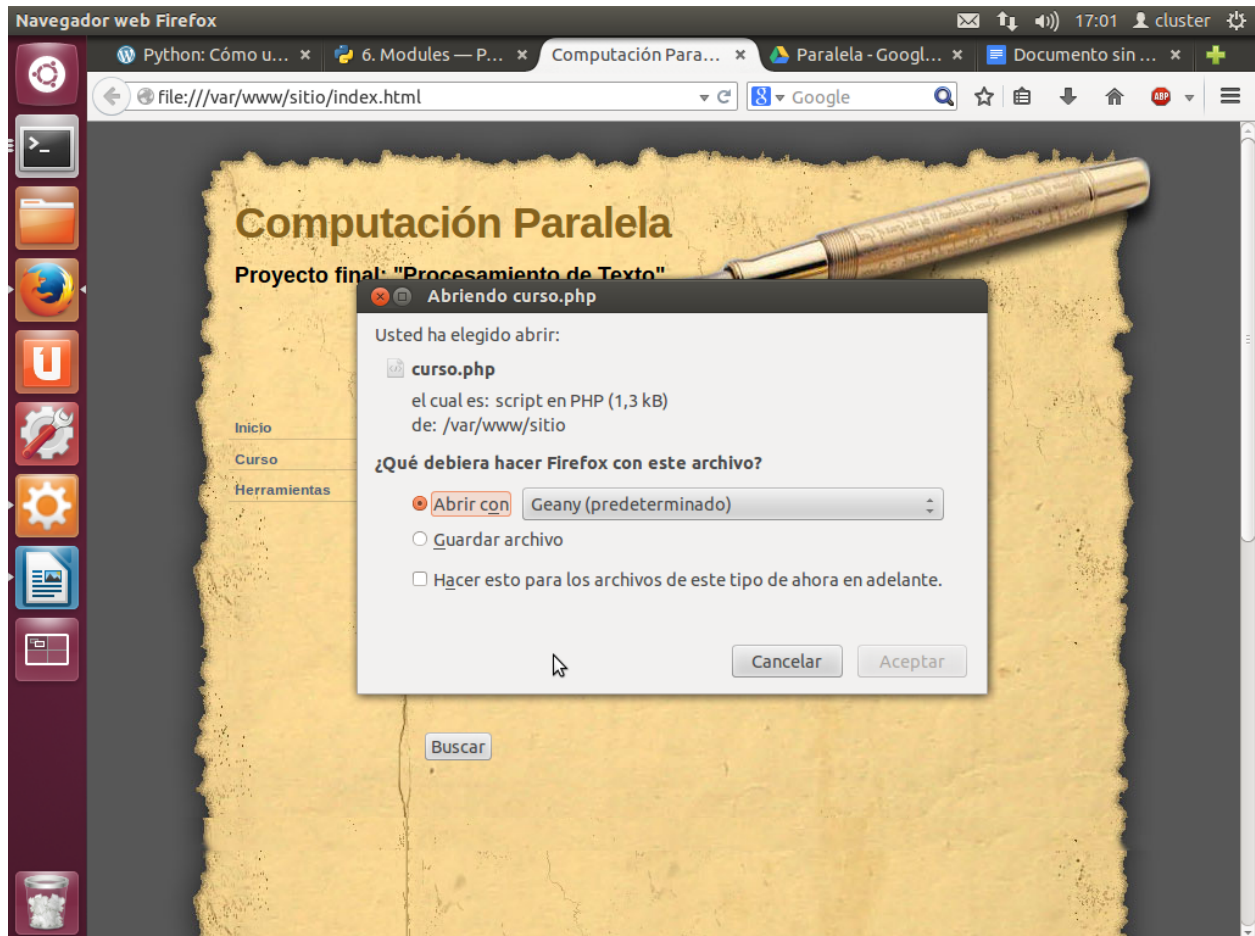 Navegador web Firefox
17:01 cluster
Python: Cómo u... 6. Modules — P... Computación Para... Paralela - Googl... Documento sin ...
file:///var/www/sitio/index.html Google ABP
Computación Paralela
Proyecto final: "Procesamiento de Texto"
Abriendo curso.php
Usted ha elegido abrir:
curso.php
el cual es: script en PHP (1,3 kB)
de: /var/www/sitio
Inicio
Curso
Herramientas
¿Qué debiera hacer Firefox con este archivo?
Abrir con Geany (predeterminado)
Guardar archivo
Hacer esto para los archivos de este tipo de ahora en adelante.
Cancelar Aceptar
Buscar